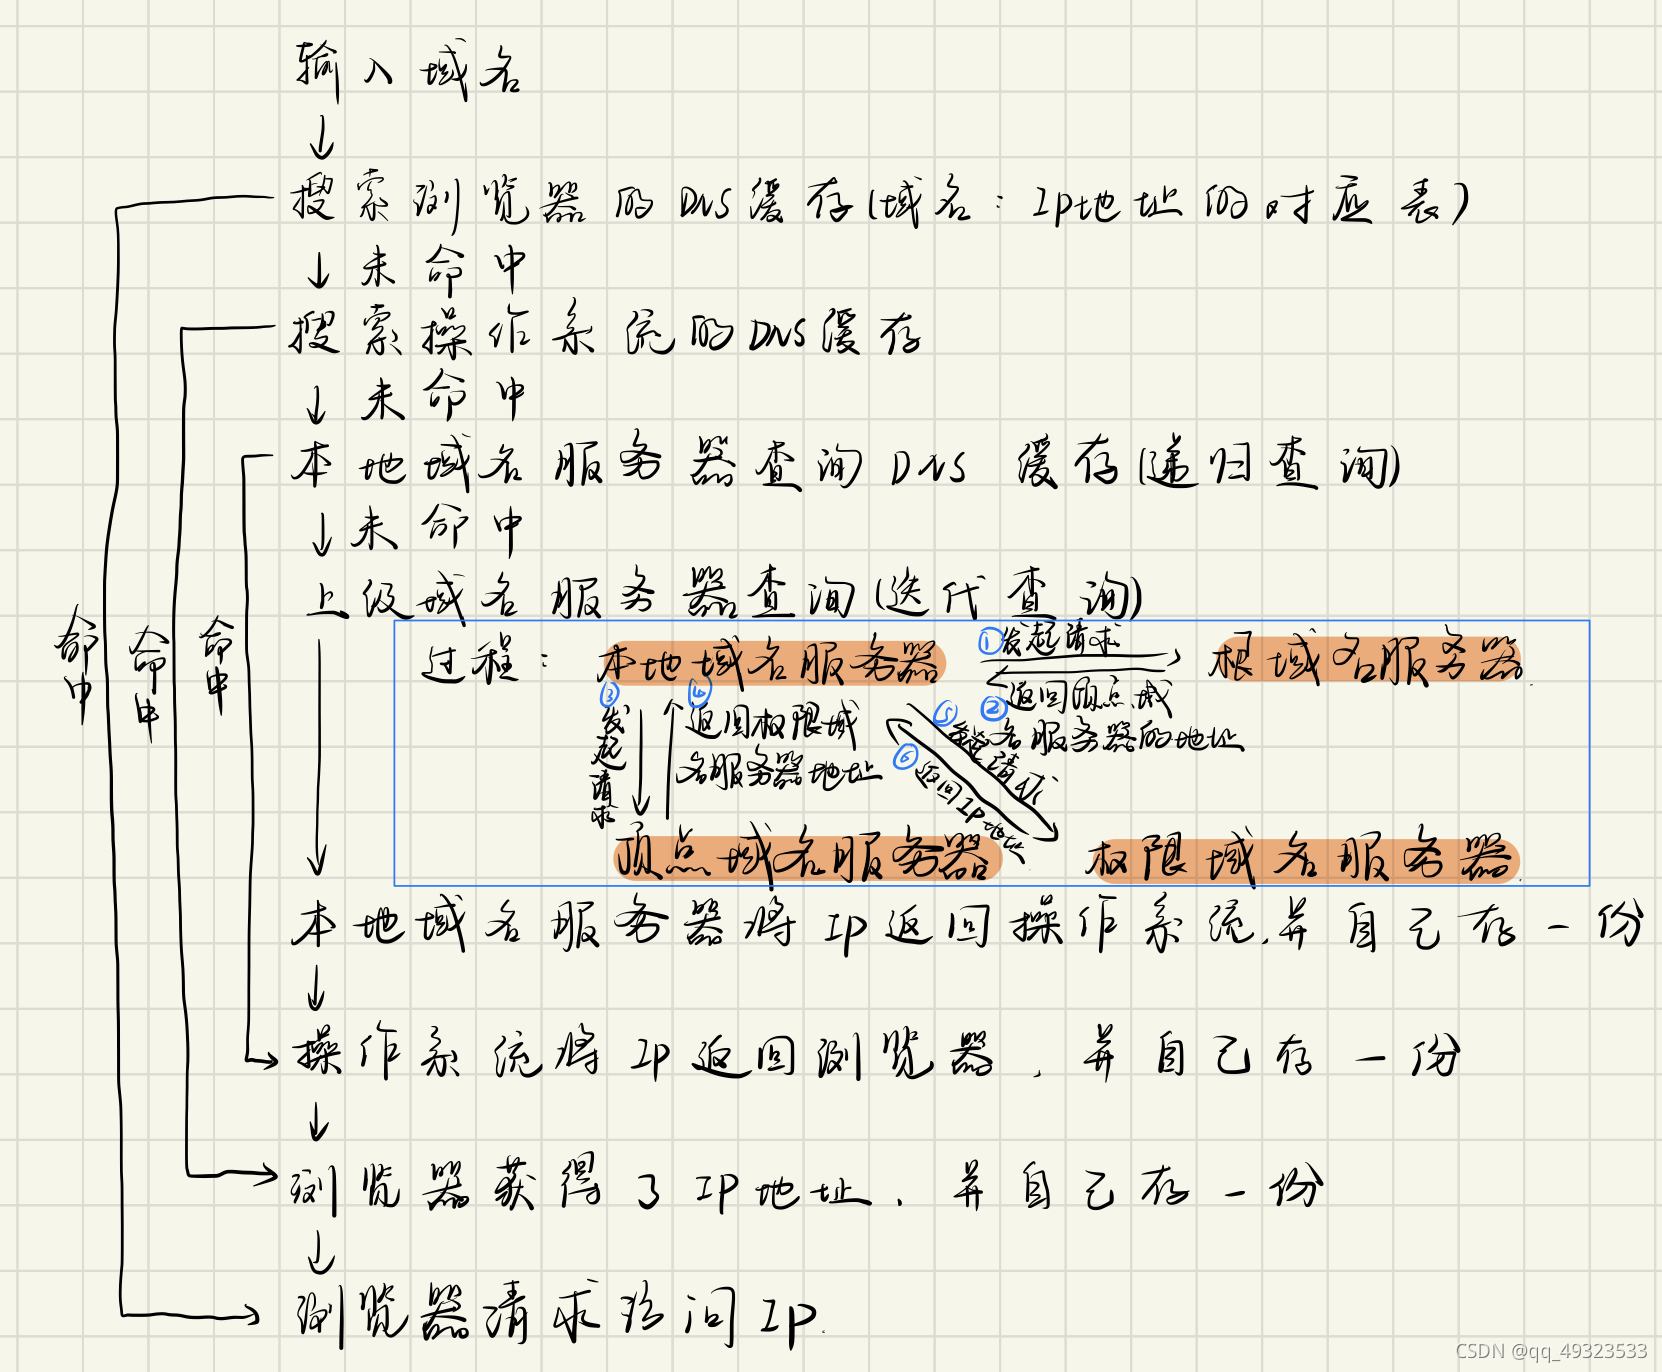 输入域名
搜索浏览器的DNS缓存(域名:Ip地址的对应表)
未命中
搜索操作系统的DNS缓存
未命中
本地域名服务器查询DNS 缓存(递归查询)
未命中
上级域名服务器查询(迭代查询)
命中
命中
命中
过程: 本地域名服务器
①发起请求
根域名服务器
②返回顶点域
名服务器的地址
③发起请求
④返回权限域
名服务器地址
⑤发送请求
⑥返回IP地址
顶点域名服务器
权限域名服务器
本地域名服务器将IP返回操作系统,并自己存一份
操作系统将IP返回浏览器,并自己存一份
浏览器获得了IP地址,并自己存一份
浏览器请求访问IP.
CSDN @qq_49323533